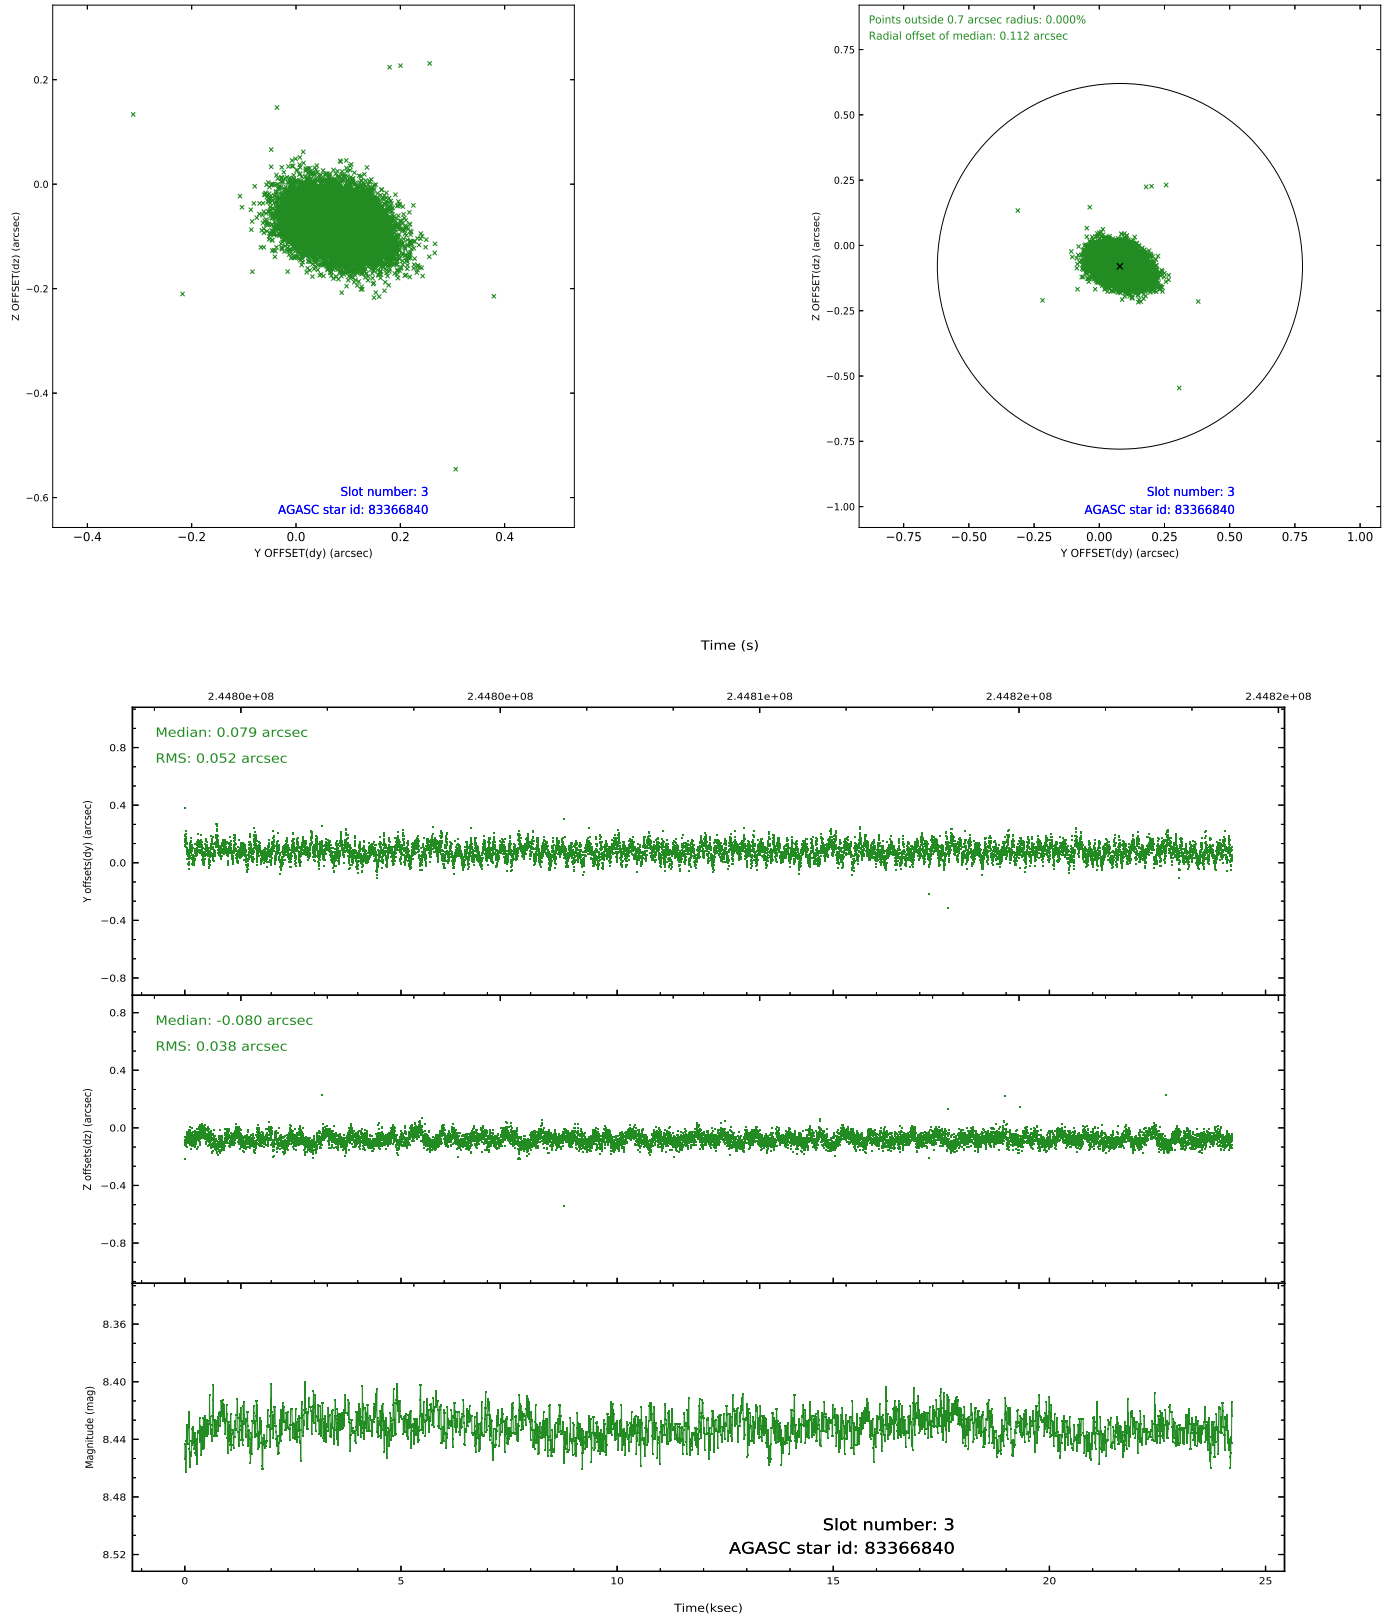 0.2
0.0
−0.2
−0.4
−0.6
Z OFFSET(dz) (arcsec)
Slot number: 3
AGASC star id: 83366840
−0.4 −0.2 0.0 0.2 0.4
Y OFFSET(dy) (arcsec)
Points outside 0.7 arcsec radius: 0.000%
Radial offset of median: 0.112 arcsec
0.75
0.50
0.25
0.00
−0.25
−0.50
−0.75
−1.00
Z OFFSET(dz) (arcsec)
Slot number: 3
AGASC star id: 83366840
−0.75 −0.50 −0.25 0.00 0.25 0.50 0.75 1.00
Y OFFSET(dy) (arcsec)
Time (s)
2.4480e+08 2.4480e+08 2.4481e+08 2.4482e+08 2.4482e+08
Median: 0.079 arcsec
RMS: 0.052 arcsec
0.8
0.4
0.0
−0.4
−0.8
Y offsets(dy) (arcsec)
Median: -0.080 arcsec
RMS: 0.038 arcsec
0.8
0.4
0.0
−0.4
−0.8
Z offsets(dz) (arcsec)
8.36
8.40
8.44
8.48
8.52
Magnitude (mag)
Slot number: 3
AGASC star id: 83366840
0 5 10 15 20 25
Time(ksec)